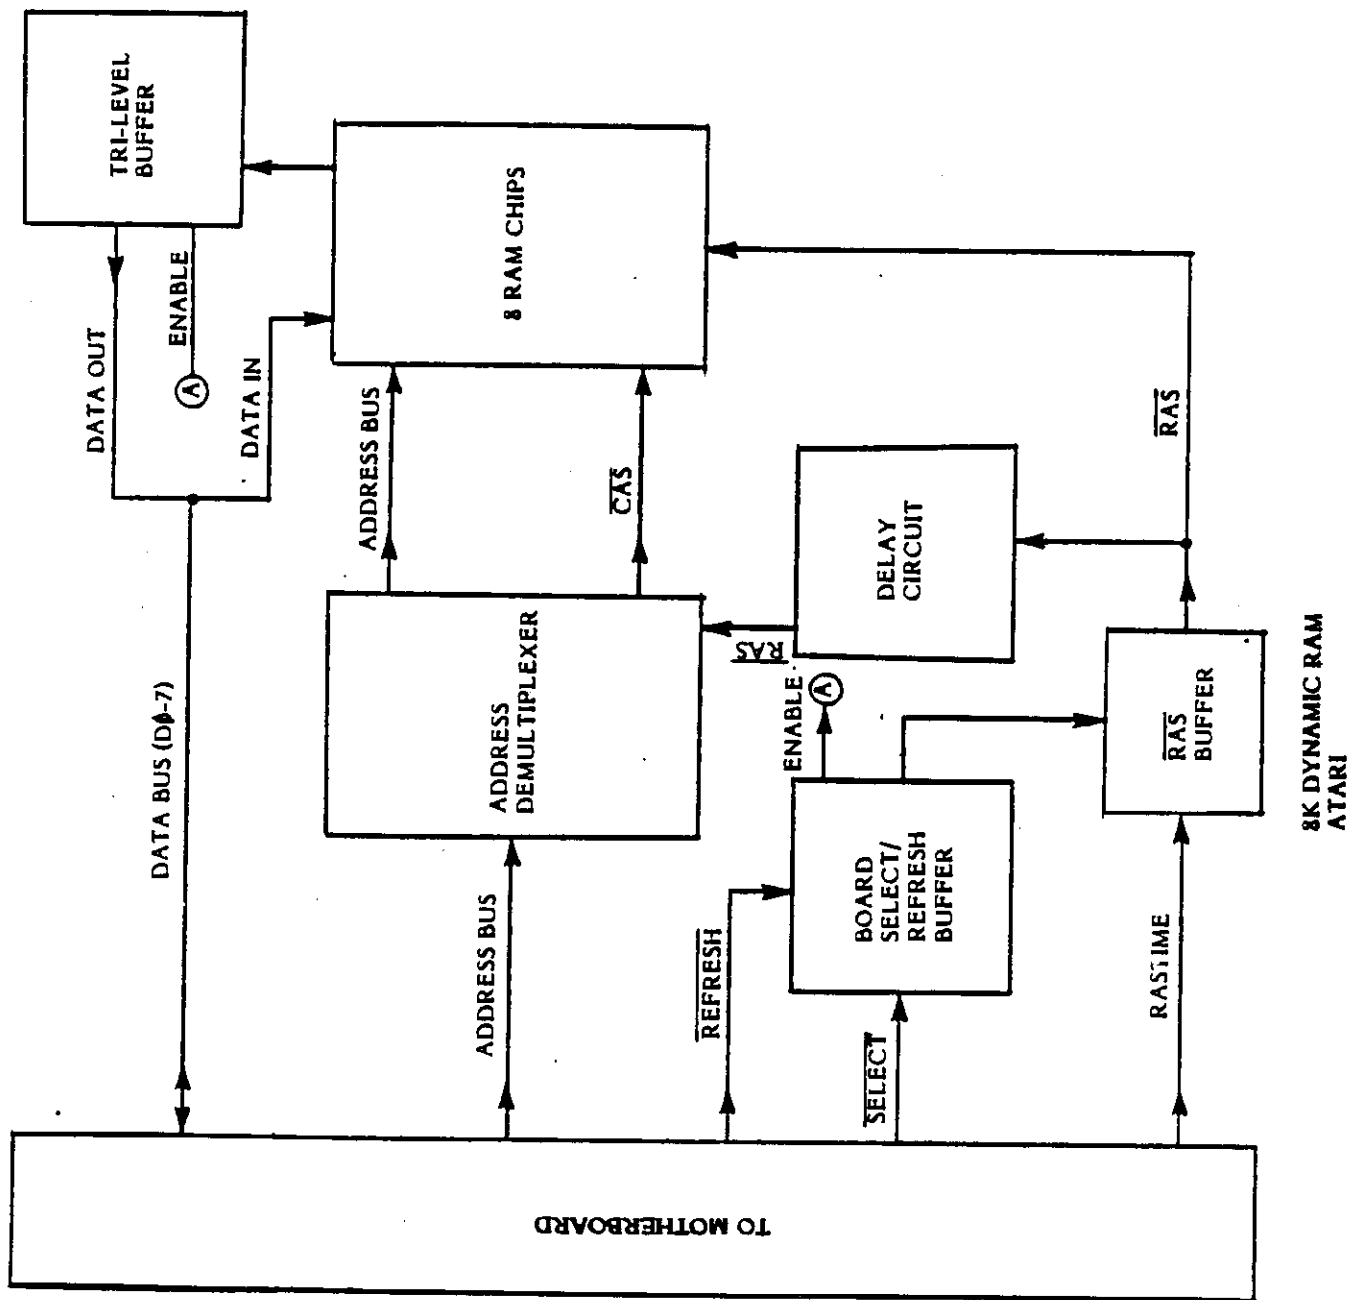 TRI-LEVEL
BUFFER
DATA OUT
ENABLE
A
DATA IN
8 RAM CHIPS
ADDRESS BUS
CAS
RAS
DATA BUS (DØ-7)
ADDRESS
DEMULTIPLEXER
DELAY
CIRCUIT
RAS
ENABLE
A
ADDRESS BUS
REFRESH
BOARD
SELECT/
REFRESH
BUFFER
SELECT
RAS
BUFFER
RASTIME
TO MOTHERBOARD
8K DYNAMIC RAM
ATARI